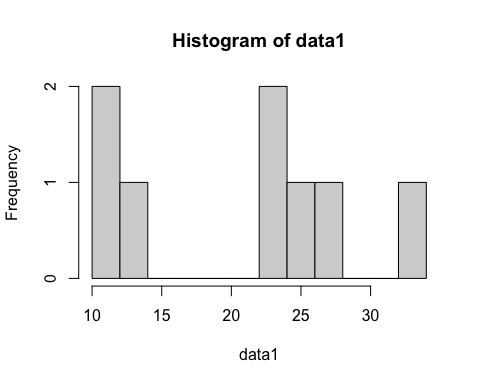 Histogram of data1
Frequency
2
1
0
10 15 20 25 30
data1